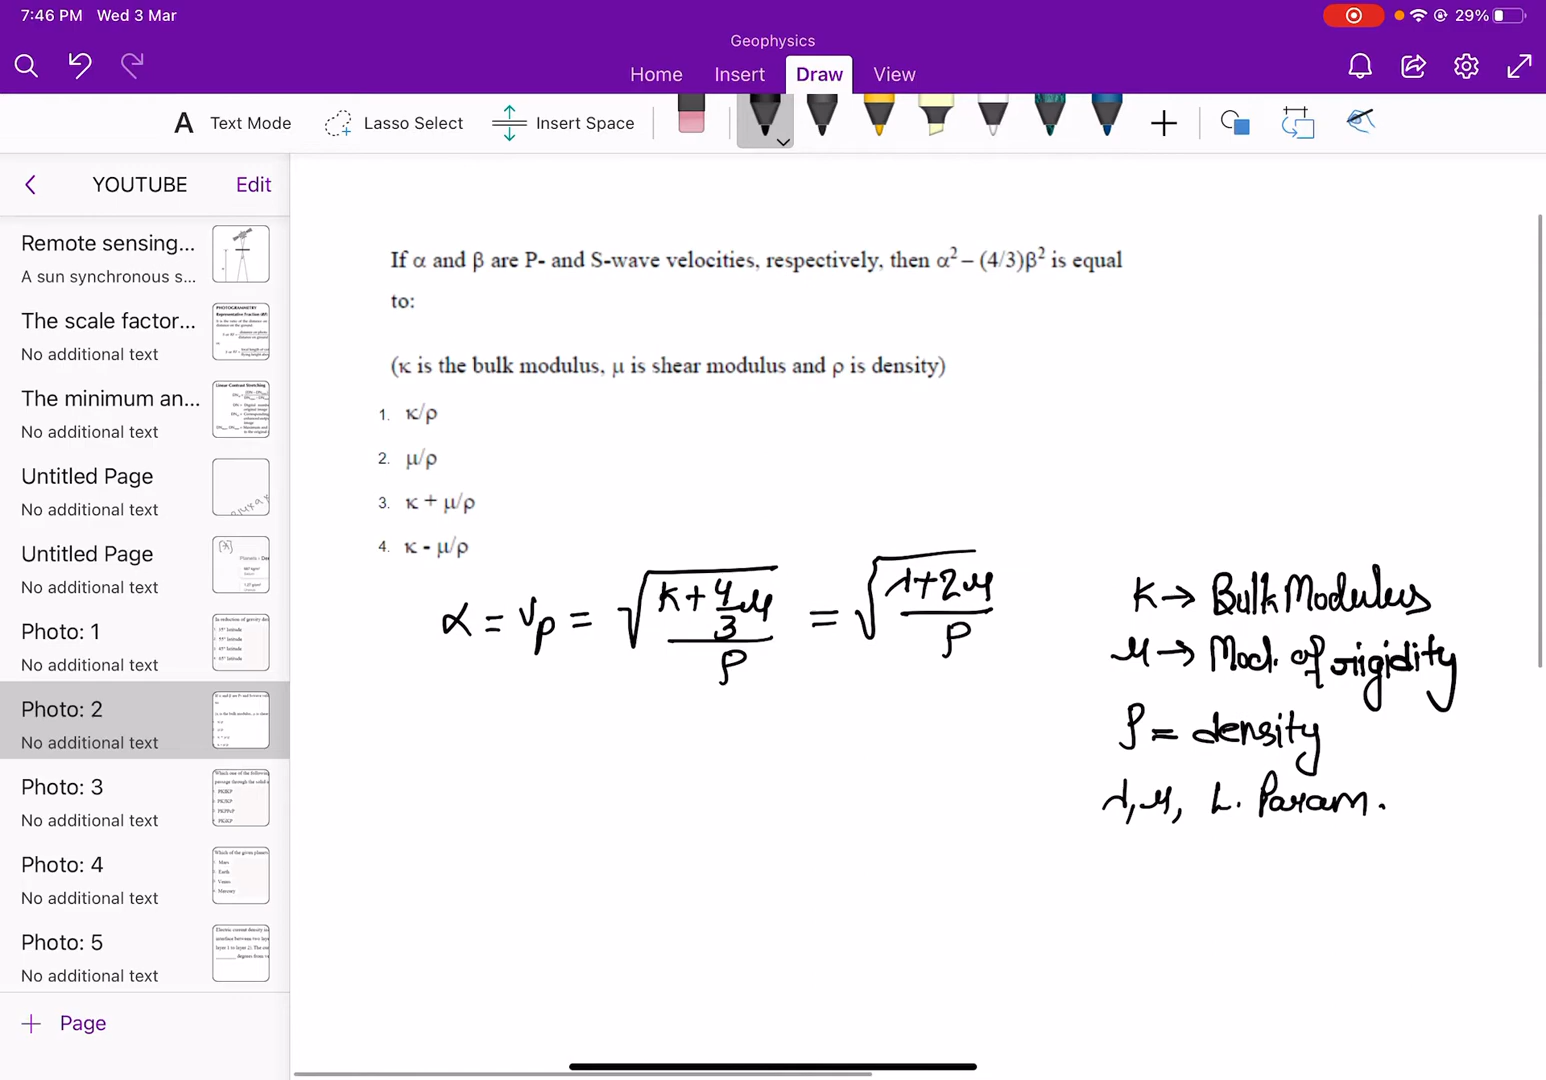 7:46 PM Wed 3 Mar
29%
Geophysics
Home Insert Draw View
A Text Mode Lasso Select Insert Space
YOUTUBE Edit
Remote sensing...
A sun synchronous s...
The scale factor...
No additional text
The minimum an...
No additional text
Untitled Page
No additional text
Untitled Page
No additional text
Photo: 1
No additional text
Photo: 2
No additional text
Photo: 3
No additional text
Photo: 4
No additional text
Photo: 5
No additional text
+ Page
If α and β are P- and S-wave velocities, respectively, then α² – (4/3)β² is equal
to:
(κ is the bulk modulus, μ is shear modulus and ρ is density)
1. κ/ρ
2. μ/ρ
3. κ + μ/ρ
4. κ - μ/ρ
α = Vp = √((K + 4/3 μ)/ρ) = √((λ+2μ)/ρ)
K → Bulk Modulus
μ → Mod. of rigidity
ρ = density
λ, μ, L. Param.